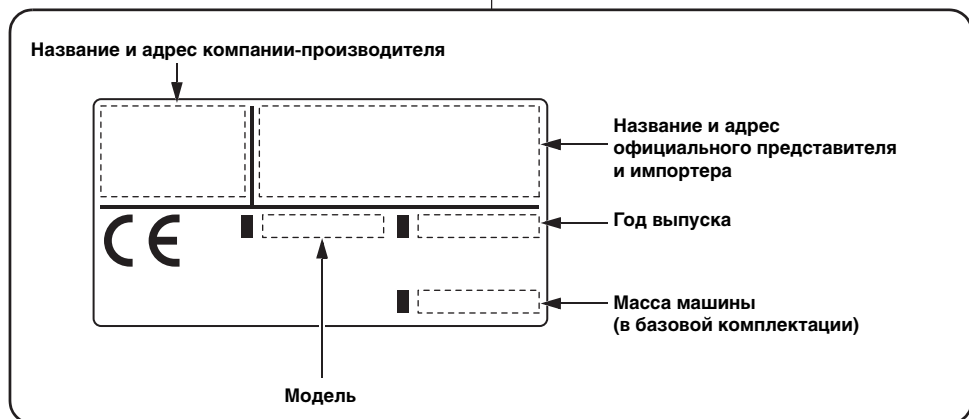 Название и адрес компании-производителя
Название и адрес
официального представителя
и импортера
CE
Год выпуска
Масса машины
(в базовой комплектации)
Модель